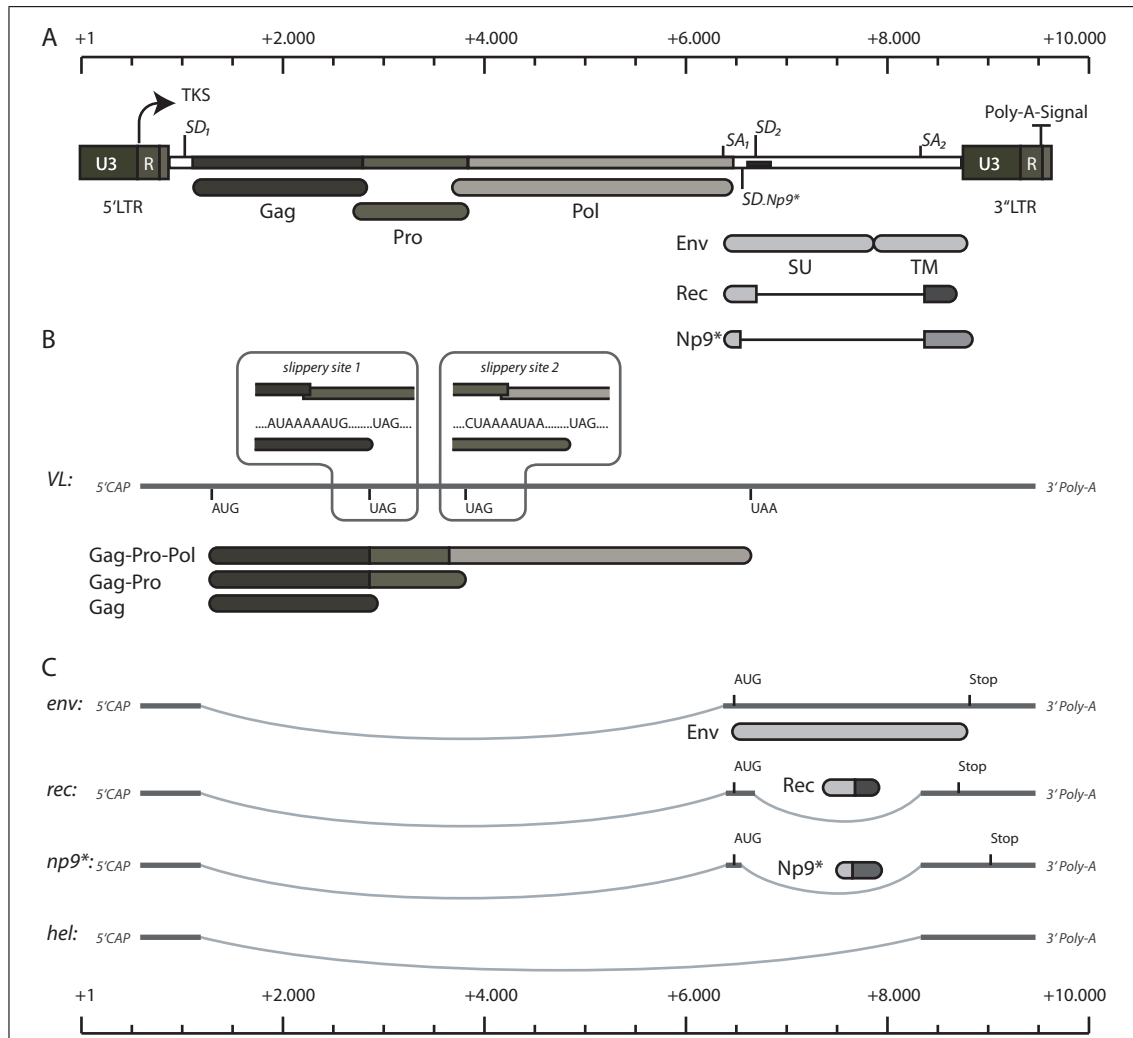 A
+1 +2.000 +4.000 +6.000 +8.000 +10.000
TKS
Poly-A-Signal
SD1 SA1 SD2 SA2
U3 R U3 R
SD.Np9*
5'LTR Gag Pol 3"LTR
Pro
Env
SU TM
Rec
Np9*
B
slippery site 1 slippery site 2
....AUAAAAAUG........UAG.... ....CUAAAAUAA........UAG....
VL: 5'CAP 3' Poly-A
AUG UAG UAG UAA
Gag-Pro-Pol
Gag-Pro
Gag
C
AUG Stop
env: 5'CAP 3' Poly-A
Env
AUG Rec Stop
rec: 5'CAP 3' Poly-A
AUG Stop
np9*: 5'CAP Np9* 3' Poly-A
hel: 5'CAP 3' Poly-A
+1 +2.000 +4.000 +6.000 +8.000 +10.000